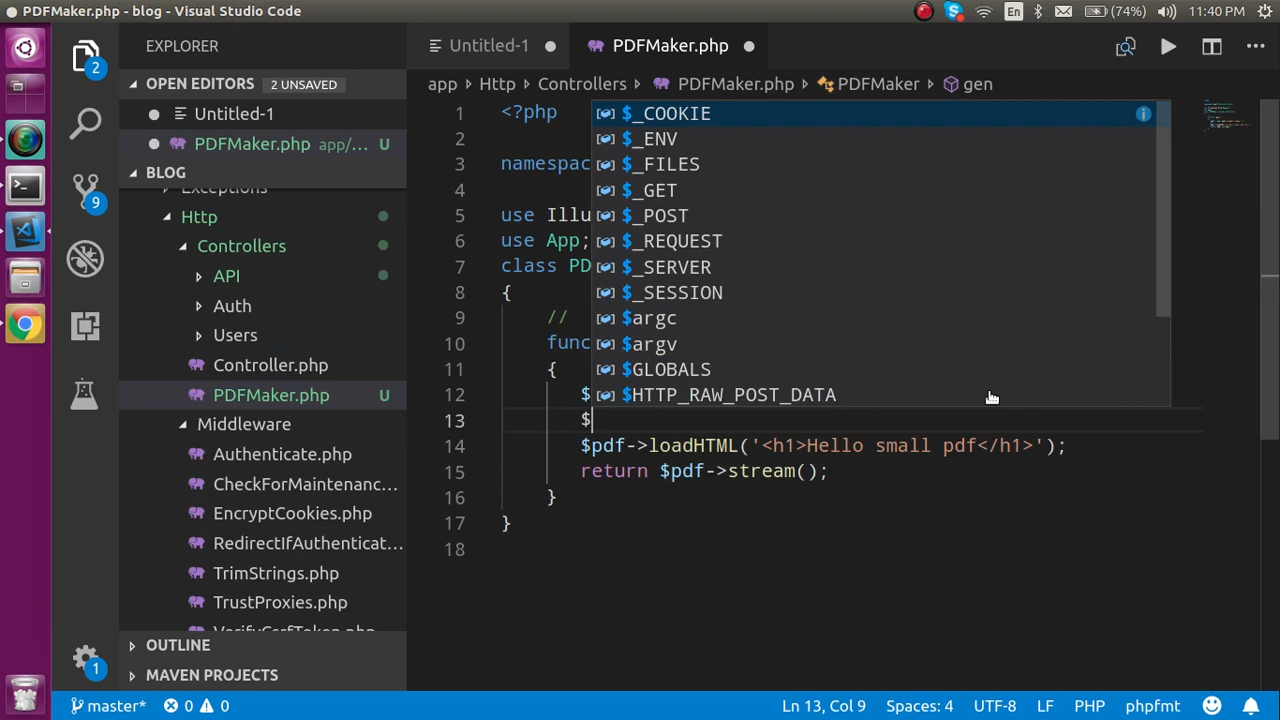 PDFMaker.php - blog - Visual Studio Code
En
(74%)
11:40 PM
EXPLORER
Untitled-1
PDFMaker.php
2
OPEN EDITORS
2 UNSAVED
app > Http > Controllers > PDFMaker.php > PDFMaker > gen
Untitled-1
PDFMaker.php app/... U
BLOG
Http
Controllers
API
Auth
Users
Controller.php
PDFMaker.php U
Middleware
Authenticate.php
CheckForMaintenanc...
EncryptCookies.php
RedirectIfAuthenticat...
TrimStrings.php
TrustProxies.php
OUTLINE
MAVEN PROJECTS
9
1
1 <?php
2
3 namespac
4
5 use Illu
6 use App;
7 class PD
8 {
9 //
10 func
11 {
12 $
13 $
14 $pdf->loadHTML('<h1>Hello small pdf</h1>');
15 return $pdf->stream();
16 }
17 }
18
$_COOKIE
$_ENV
$_FILES
$_GET
$_POST
$_REQUEST
$_SERVER
$_SESSION
$argc
$argv
$GLOBALS
$HTTP_RAW_POST_DATA
master* 0 0 Ln 13, Col 9 Spaces: 4 UTF-8 LF PHP phpfmt